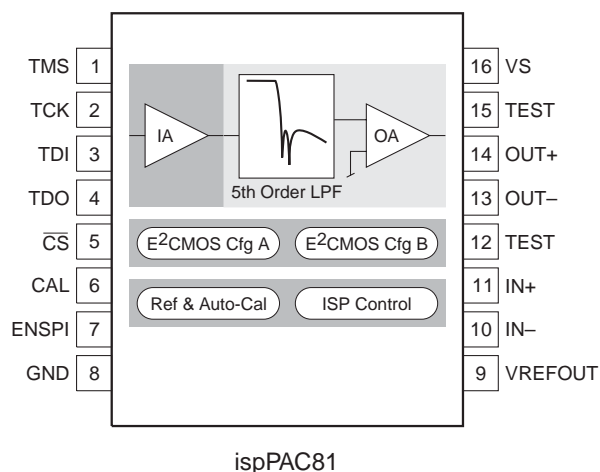 TMS 1
TCK 2
TDI 3
TDO 4
C̅S̅ 5
CAL 6
ENSPI 7
GND 8
IA
OA
5th Order LPF
E²CMOS Cfg A
E²CMOS Cfg B
Ref & Auto-Cal
ISP Control
16 VS
15 TEST
14 OUT+
13 OUT–
12 TEST
11 IN+
10 IN–
9 VREFOUT
ispPAC81